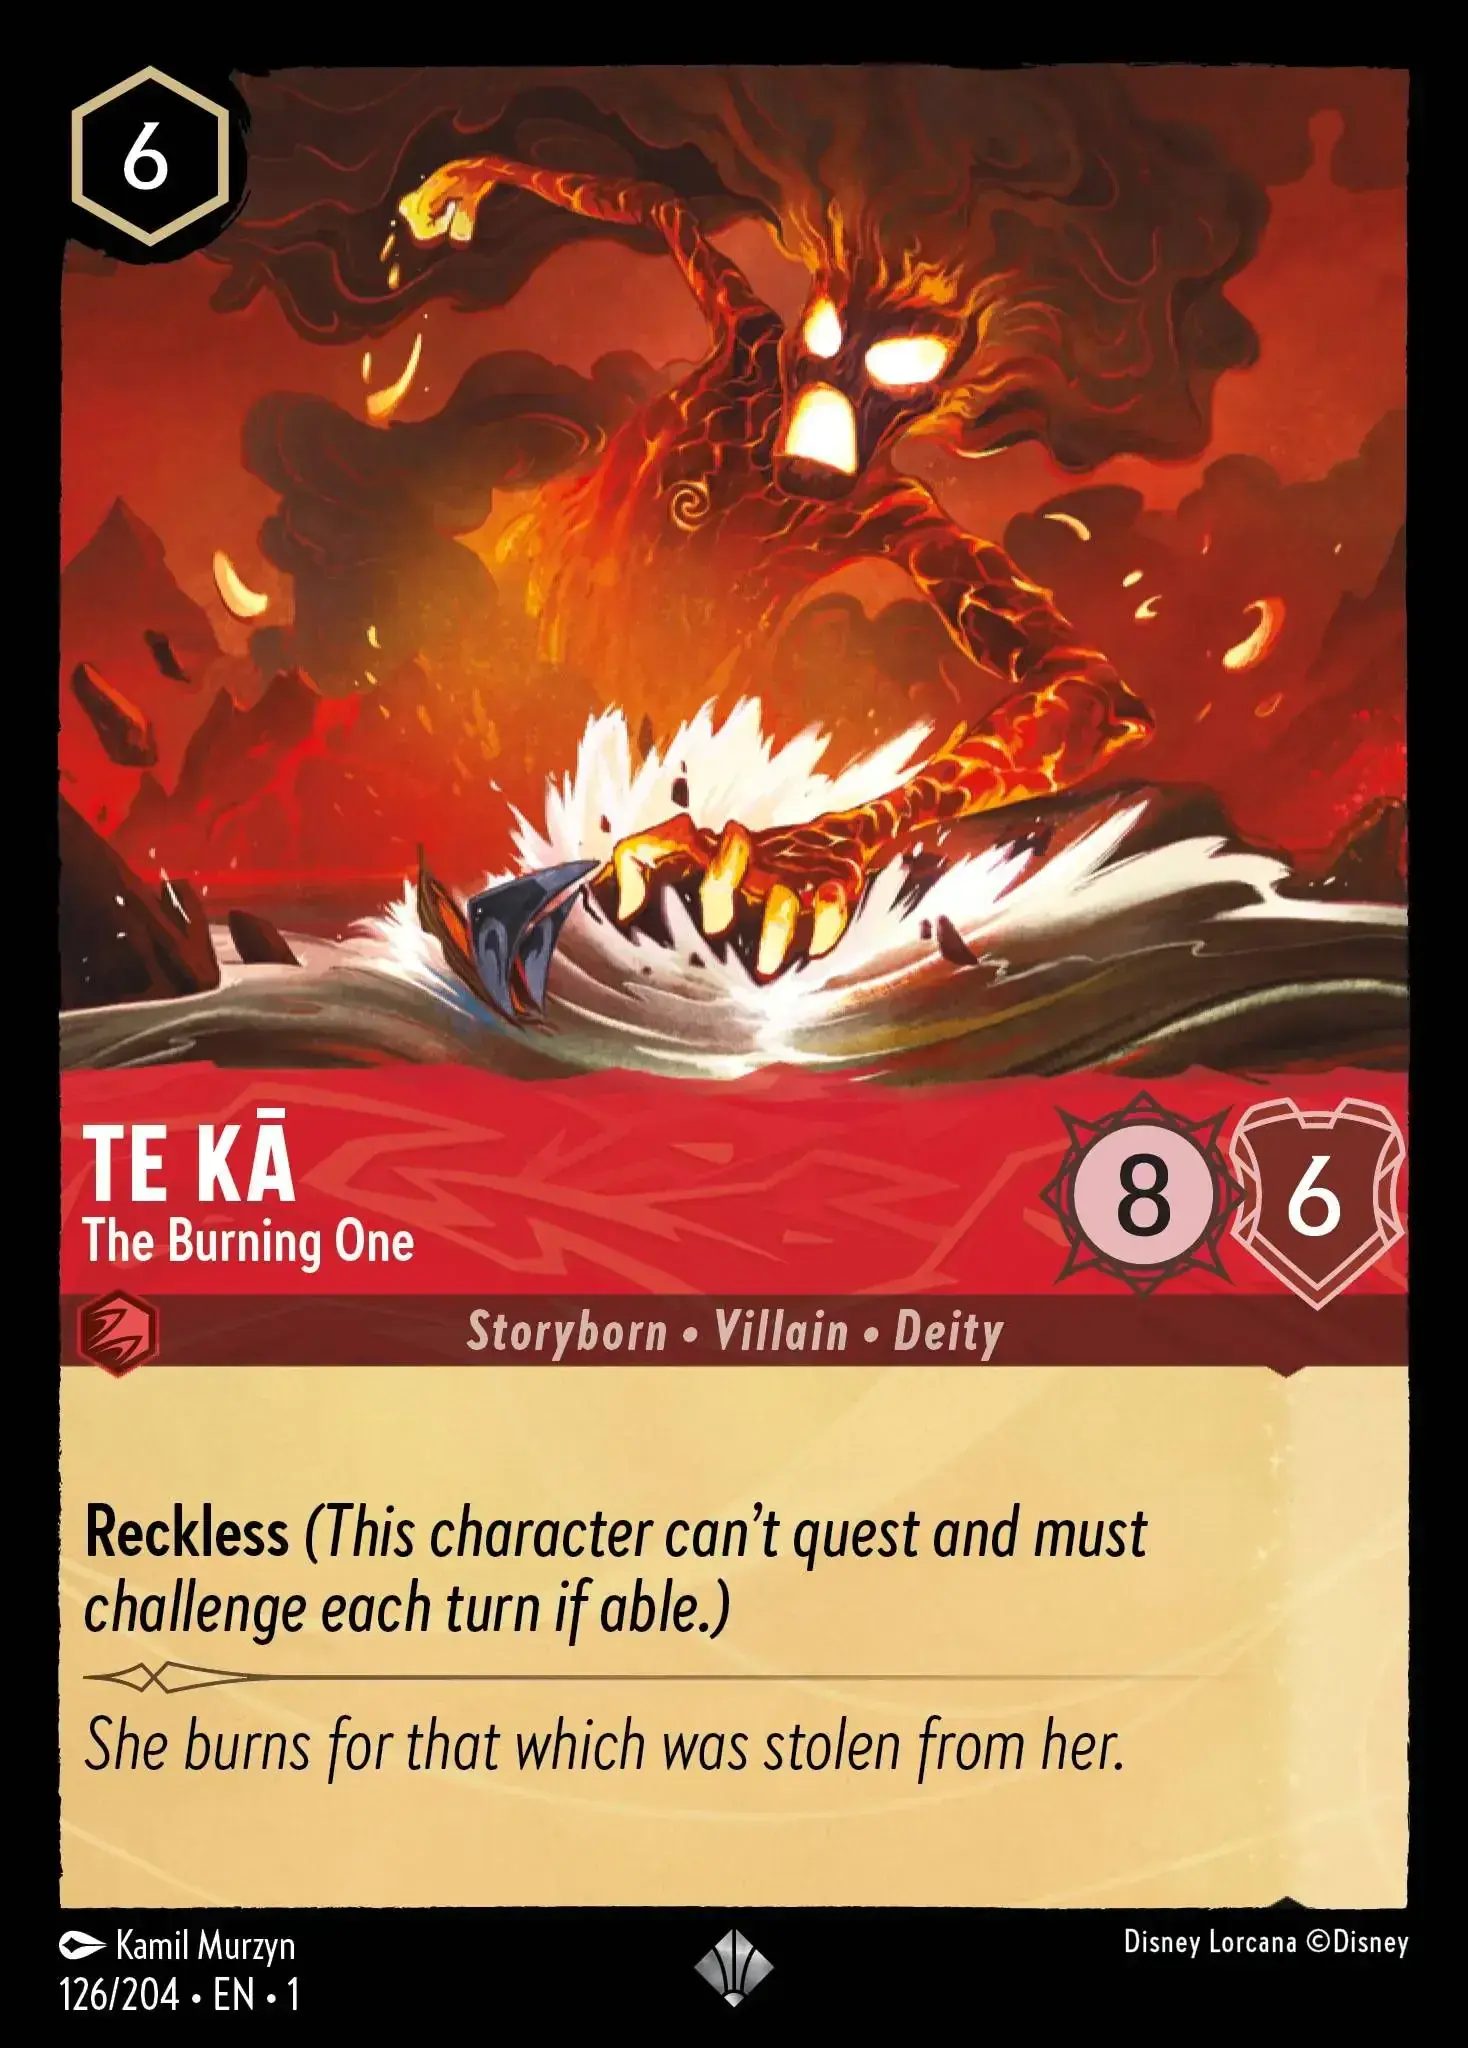 6
TE KĀ
The Burning One
8
6
Storyborn • Villain • Deity
Reckless (This character can’t quest and must
challenge each turn if able.)
She burns for that which was stolen from her.
Kamil Murzyn
Disney Lorcana ©Disney
126/204 • EN • 1